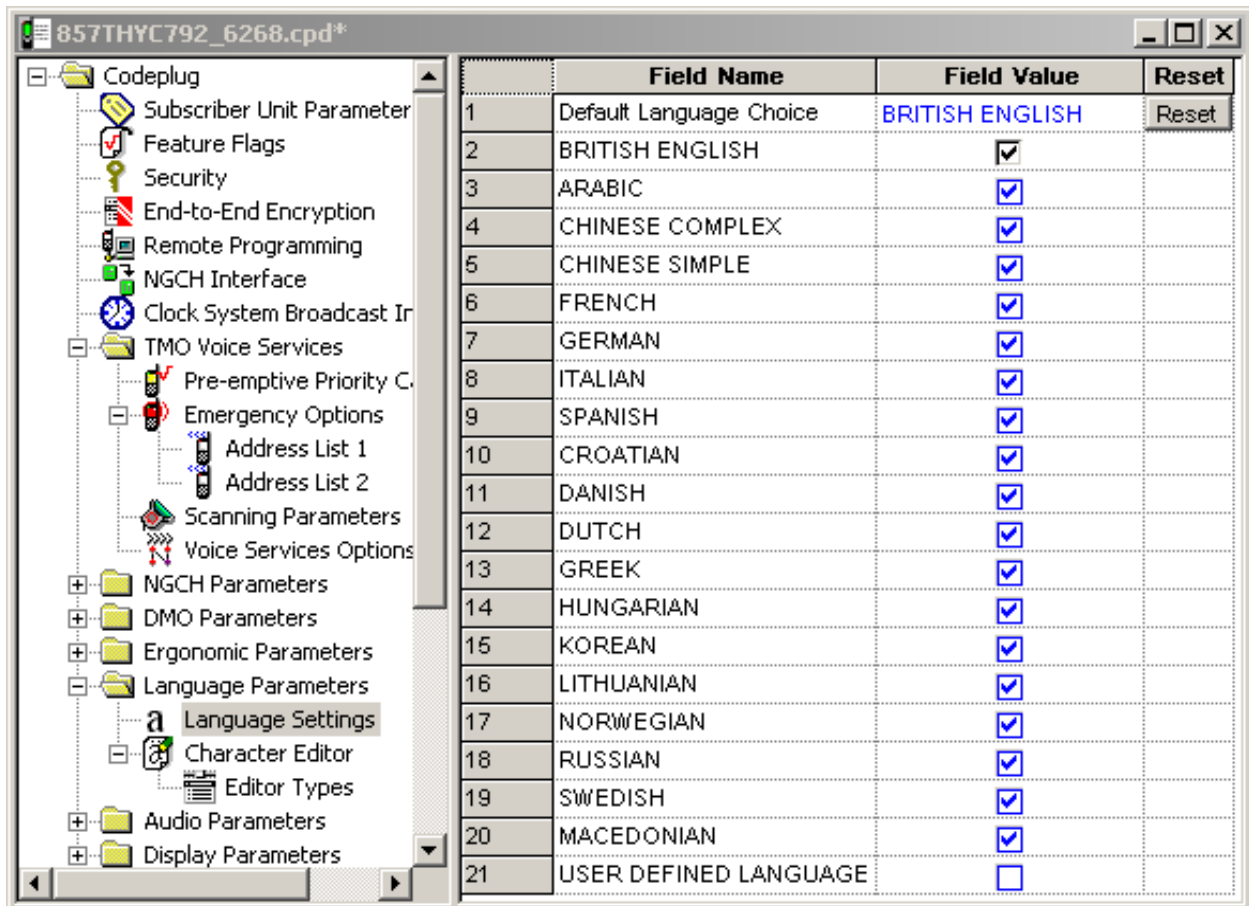 857THYC792_6268.cpd*
Codeplug
Subscriber Unit Parameter
Feature Flags
Security
End-to-End Encryption
Remote Programming
NGCH Interface
Clock System Broadcast In
TMO Voice Services
Pre-emptive Priority C
Emergency Options
Address List 1
Address List 2
Scanning Parameters
Voice Services Options
NGCH Parameters
DMO Parameters
Ergonomic Parameters
Language Parameters
a Language Settings
Character Editor
Editor Types
Audio Parameters
Display Parameters
Field Name Field Value Reset
1 Default Language Choice BRITISH ENGLISH Reset
2 BRITISH ENGLISH
3 ARABIC
4 CHINESE COMPLEX
5 CHINESE SIMPLE
6 FRENCH
7 GERMAN
8 ITALIAN
9 SPANISH
10 CROATIAN
11 DANISH
12 DUTCH
13 GREEK
14 HUNGARIAN
15 KOREAN
16 LITHUANIAN
17 NORWEGIAN
18 RUSSIAN
19 SWEDISH
20 MACEDONIAN
21 USER DEFINED LANGUAGE